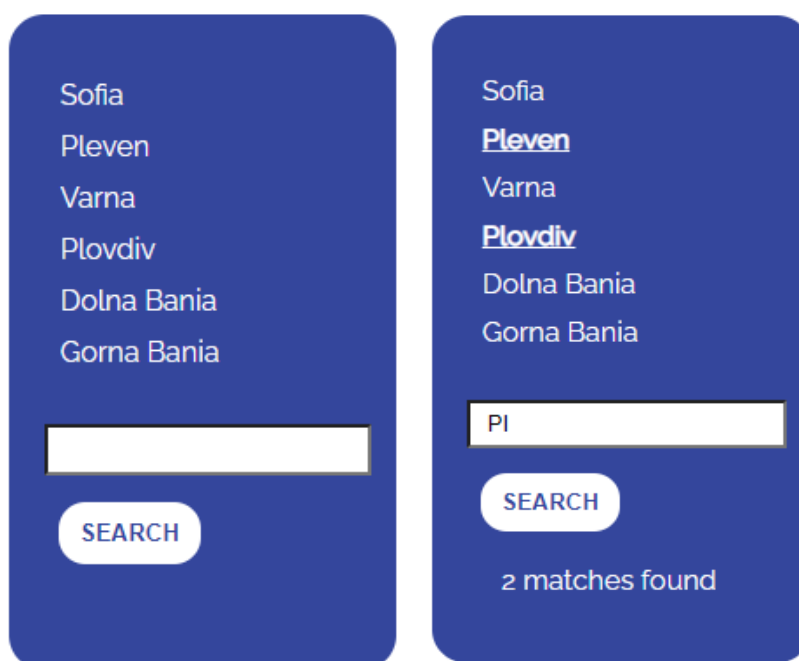 Sofia
Pleven
Varna
Plovdiv
Dolna Bania
Gorna Bania
SEARCH
Sofia
Pleven
Varna
Plovdiv
Dolna Bania
Gorna Bania
Pl
SEARCH
2 matches found